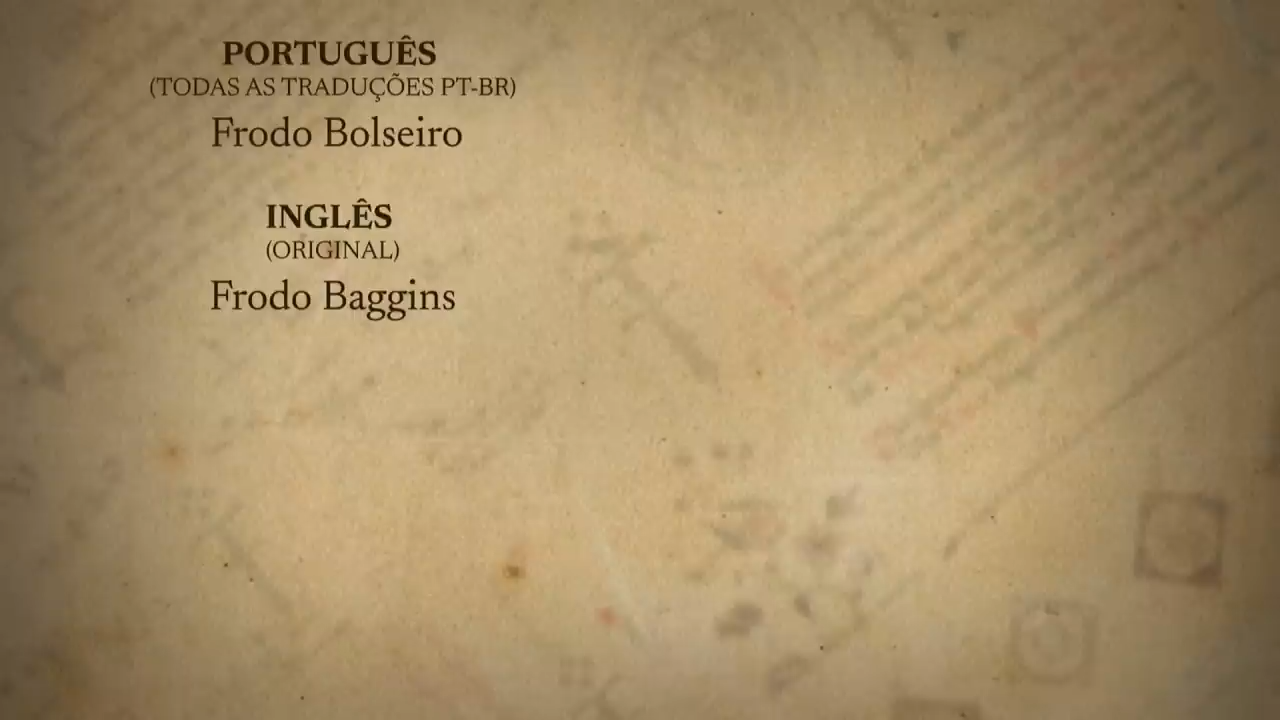 PORTUGUÊS
(TODAS AS TRADUÇÕES PT-BR)
Frodo Bolseiro
INGLÊS
(ORIGINAL)
Frodo Baggins